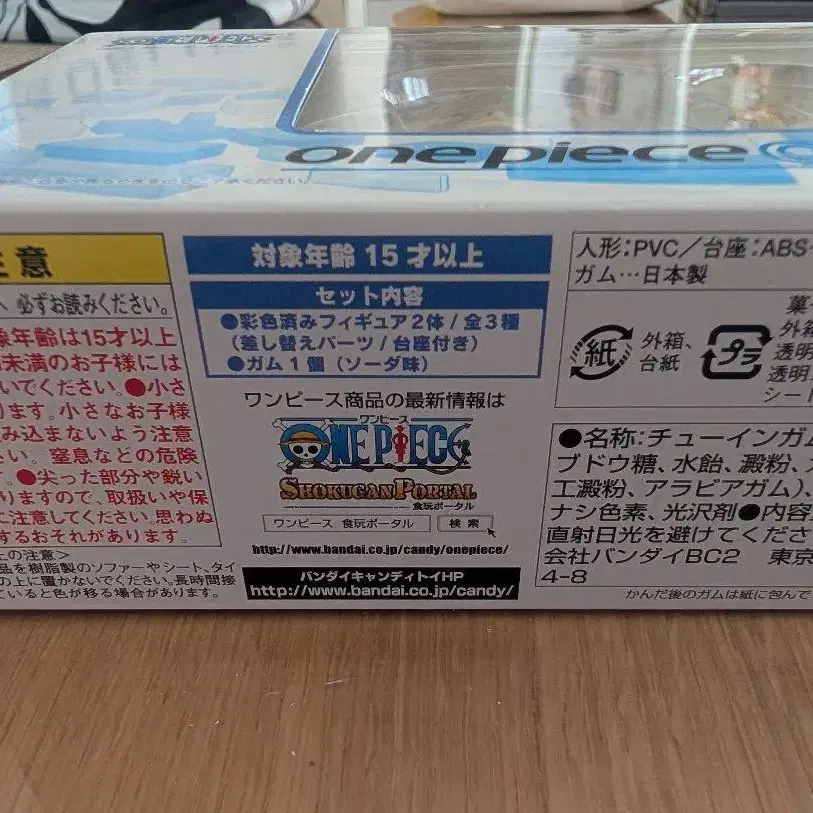 ONE PIECE
one piece
注意
必ずお読みください。
対象年齢は15才以上
未満のお子様には
いでください。●小さ
ります。小さなお子様
み込まないよう注意
い。窒息などの危険
す。●尖った部分や鋭い
ありますので、取扱いや保
に注意してください。思わぬ
するおそれがあります。
上の注意>
品を樹脂製のソファーやシート、タイ
の上に置かないでください。長時間接
ていると色が移る場合があります。
対象年齢 15才以上
セット内容
●彩色済みフィギュア2体/全3種
(差し替えパーツ/台座付き)
●ガム1個(ソーダ味)
ワンピース商品の最新情報は
ワンピース
ONE PIECE
SHOKUGAN PORTAL
食玩ポータル
ワンピース 食玩ポータル 検索
http://www.bandai.co.jp/candy/onepiece/
バンダイキャンディトイHP
http://www.bandai.co.jp/candy/
人形:PVC/台座:ABS
ガム…日本製
紙
外箱、
台紙
プラ
菓子
外箱
透明
透明
シート
●名称:チューインガム
ブドウ糖、水飴、澱粉、
工澱粉、アラビアガム)、
ナシ色素、光沢剤●内容
直射日光を避けてくださ
会社バンダイBC2 東京
4-8
かんだ後のガムは紙に包んで